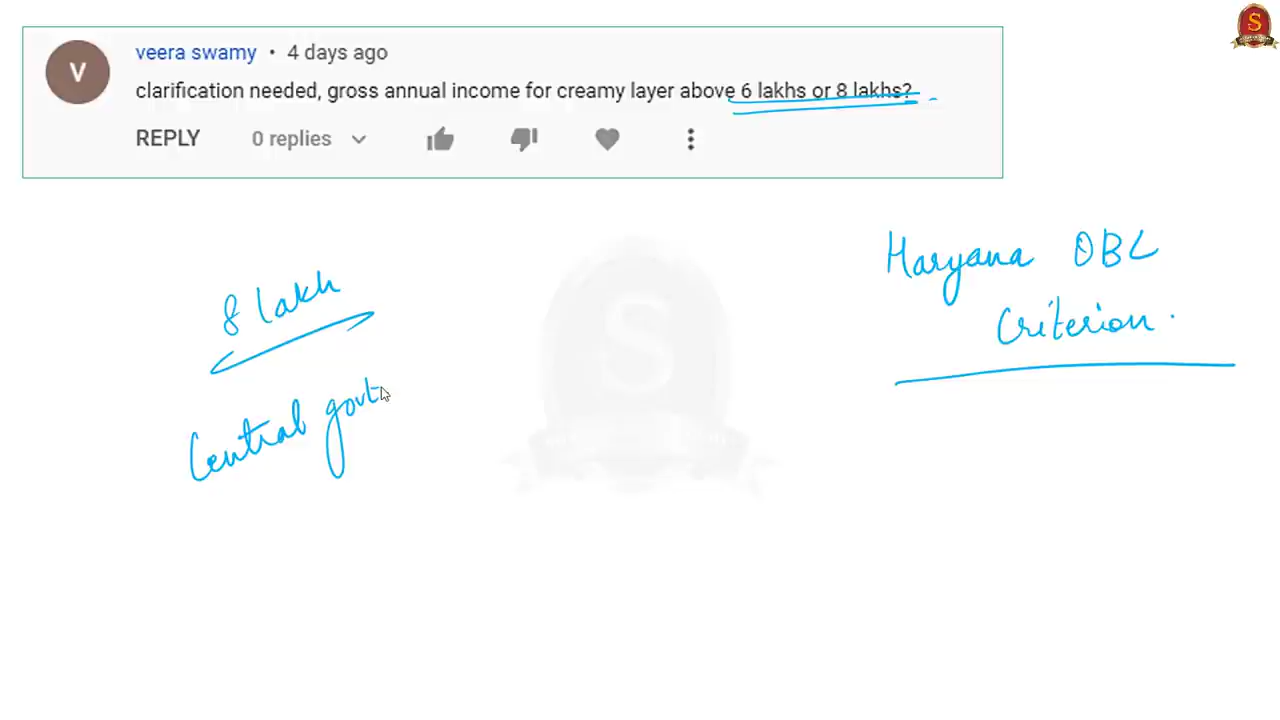 S
V
veera swamy • 4 days ago
clarification needed, gross annual income for creamy layer above 6 lakhs or 8 lakhs?
REPLY 0 replies
Haryana OBC
Criterion.
8 lakh
Central govt
S